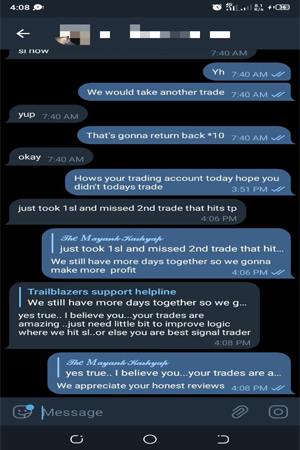 4:08
sl now 7:40 AM
Yh 7:40 AM
We would take another trade 7:40 AM
yup 7:40 AM
That's gonna return back *10 7:40 AM
okay 7:40 AM
Hows your trading account today hope you
didn't todays trade 3:51 PM
just took 1sl and missed 2nd trade that hits tp
4:06 PM
The Mayank Kashyap
just took 1sl and missed 2nd trade that hit...
We still have more days together so we gonna
make more profit 4:06 PM
Trailblazers support helpline
We still have more days together so we g...
yes true.. I believe you...your trades are
amazing ..just need little bit to improve logic
where we hit sl..or else you are best signal trader
4:08 PM
The Mayank Kashyap
yes true.. I believe you...your trades are a...
We appreciate your honest reviews 4:08 PM
Message